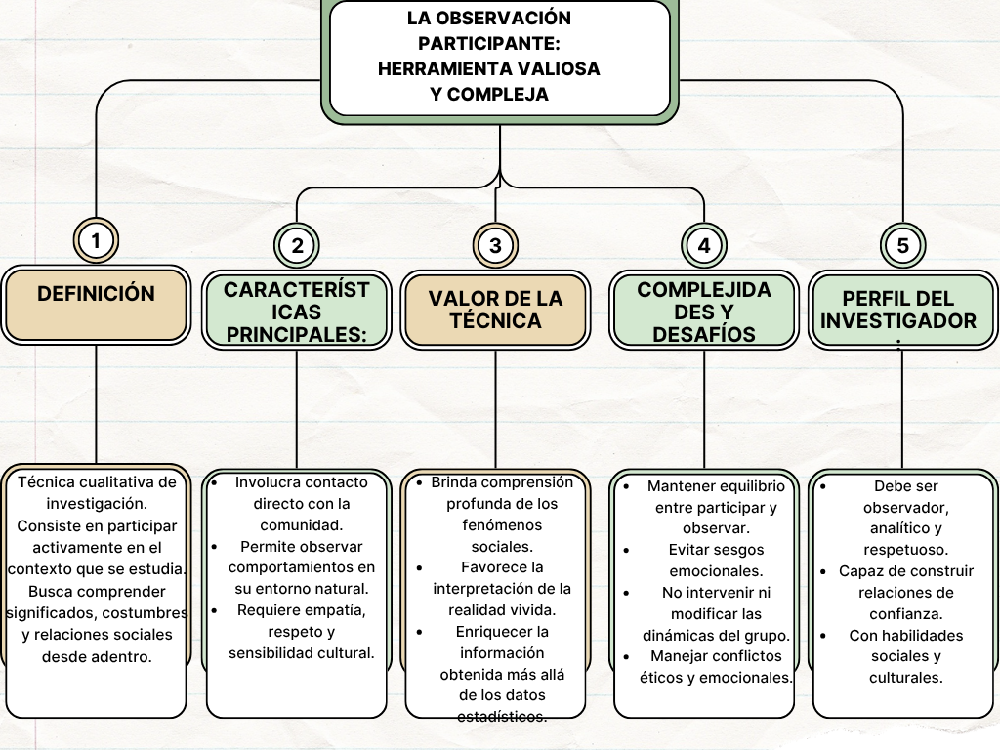 LA OBSERVACIÓN
PARTICIPANTE:
HERRAMIENTA VALIOSA
Y COMPLEJA
1
DEFINICIÓN
Técnica cualitativa de
investigación.
Consiste en participar
activamente en el
contexto que se estudia.
Busca comprender
significados, costumbres
y relaciones sociales
desde adentro.
2
CARACTERÍST
ICAS
PRINCIPALES:
• Involucra contacto
directo con la
comunidad.
• Permite observar
comportamientos en
su entorno natural.
• Requiere empatía,
respeto y
sensibilidad cultural.
3
VALOR DE LA
TÉCNICA
• Brinda comprensión
profunda de los
fenómenos
sociales.
• Favorece la
interpretación de la
realidad vivida.
• Enriquecer la
información
obtenida más allá
de los datos
estadísticos.
4
COMPLEJIDA
DES Y
DESAFÍOS
• Mantener equilibrio
entre participar y
observar.
• Evitar sesgos
emocionales.
• No intervenir ni
modificar las
dinámicas del grupo.
• Manejar conflictos
éticos y emocionales.
5
PERFIL DEL
INVESTIGADOR
:
• Debe ser
observador,
analítico y
respetuoso.
• Capaz de construir
relaciones de
confianza.
• Con habilidades
sociales y
culturales.